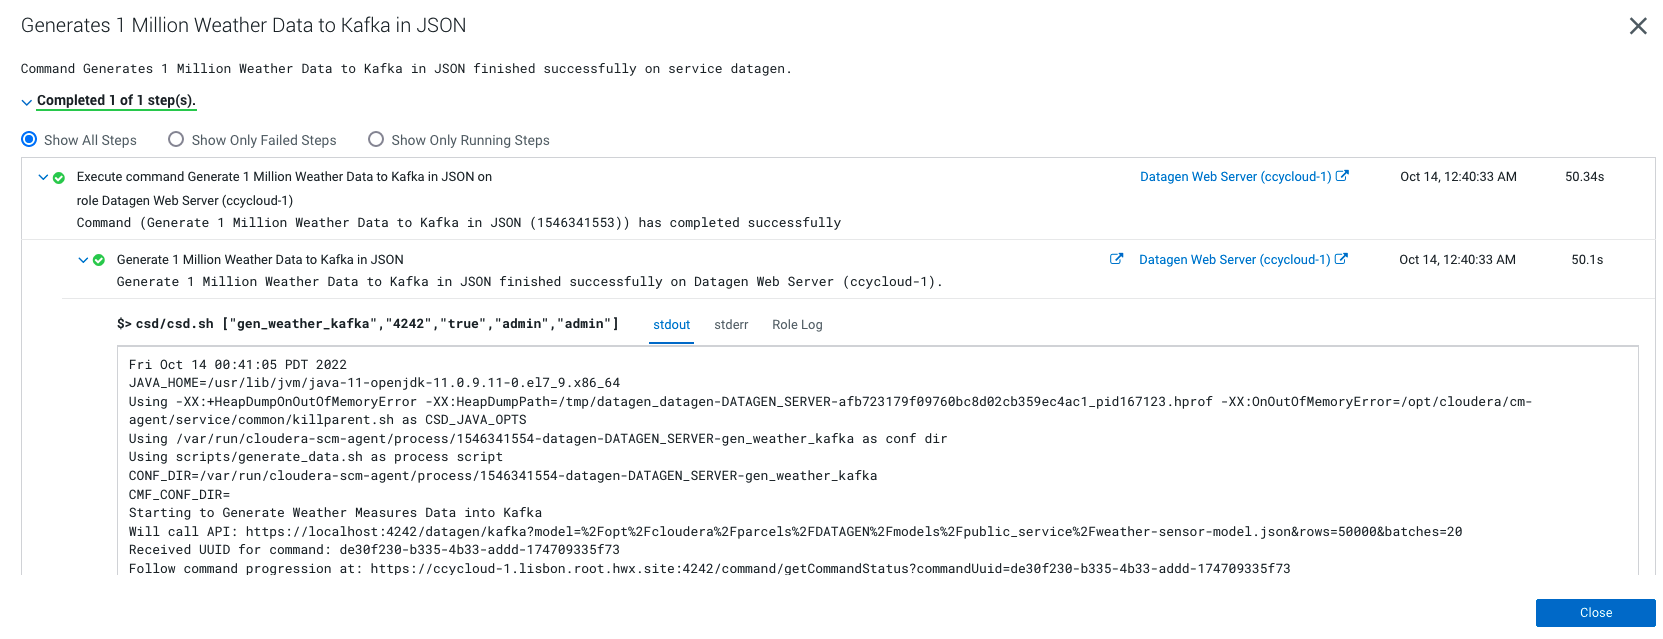 Generates 1 Million Weather Data to Kafka in JSON
Command Generates 1 Million Weather Data to Kafka in JSON finished successfully on service datagen.
Completed 1 of 1 step(s).
Show All Steps Show Only Failed Steps Show Only Running Steps
Execute command Generate 1 Million Weather Data to Kafka in JSON on Datagen Web Server (ccycloud-1) Oct 14, 12:40:33 AM 50.34s
role Datagen Web Server (ccycloud-1)
Command (Generate 1 Million Weather Data to Kafka in JSON (1546341553)) has completed successfully
Generate 1 Million Weather Data to Kafka in JSON Datagen Web Server (ccycloud-1) Oct 14, 12:40:33 AM 50.1s
Generate 1 Million Weather Data to Kafka in JSON finished successfully on Datagen Web Server (ccycloud-1).
$> csd/csd.sh ["gen_weather_kafka","4242","true","admin","admin"] stdout stderr Role Log
Fri Oct 14 00:41:05 PDT 2022
JAVA_HOME=/usr/lib/jvm/java-11-openjdk-11.0.9.11-0.el7_9.x86_64
Using -XX:+HeapDumpOnOutOfMemoryError -XX:HeapDumpPath=/tmp/datagen_datagen-DATAGEN_SERVER-afb723179f09760bc8d02cb359ec4ac1_pid167123.hprof -XX:OnOutOfMemoryError=/opt/cloudera/cm-
agent/service/common/killparent.sh as CSD_JAVA_OPTS
Using /var/run/cloudera-scm-agent/process/1546341554-datagen-DATAGEN_SERVER-gen_weather_kafka as conf dir
Using scripts/generate_data.sh as process script
CONF_DIR=/var/run/cloudera-scm-agent/process/1546341554-datagen-DATAGEN_SERVER-gen_weather_kafka
CMF_CONF_DIR=
Starting to Generate Weather Measures Data into Kafka
Will call API: https://localhost:4242/datagen/kafka?model=%2Fopt%2Fcloudera%2Fparcels%2FDATAGEN%2Fmodels%2Fpublic_service%2Fweather-sensor-model.json&rows=50000&batches=20
Received UUID for command: de30f230-b335-4b33-addd-174709335f73
Follow command progression at: https://ccycloud-1.lisbon.root.hwx.site:4242/command/getCommandStatus?commandUuid=de30f230-b335-4b33-addd-174709335f73
Close